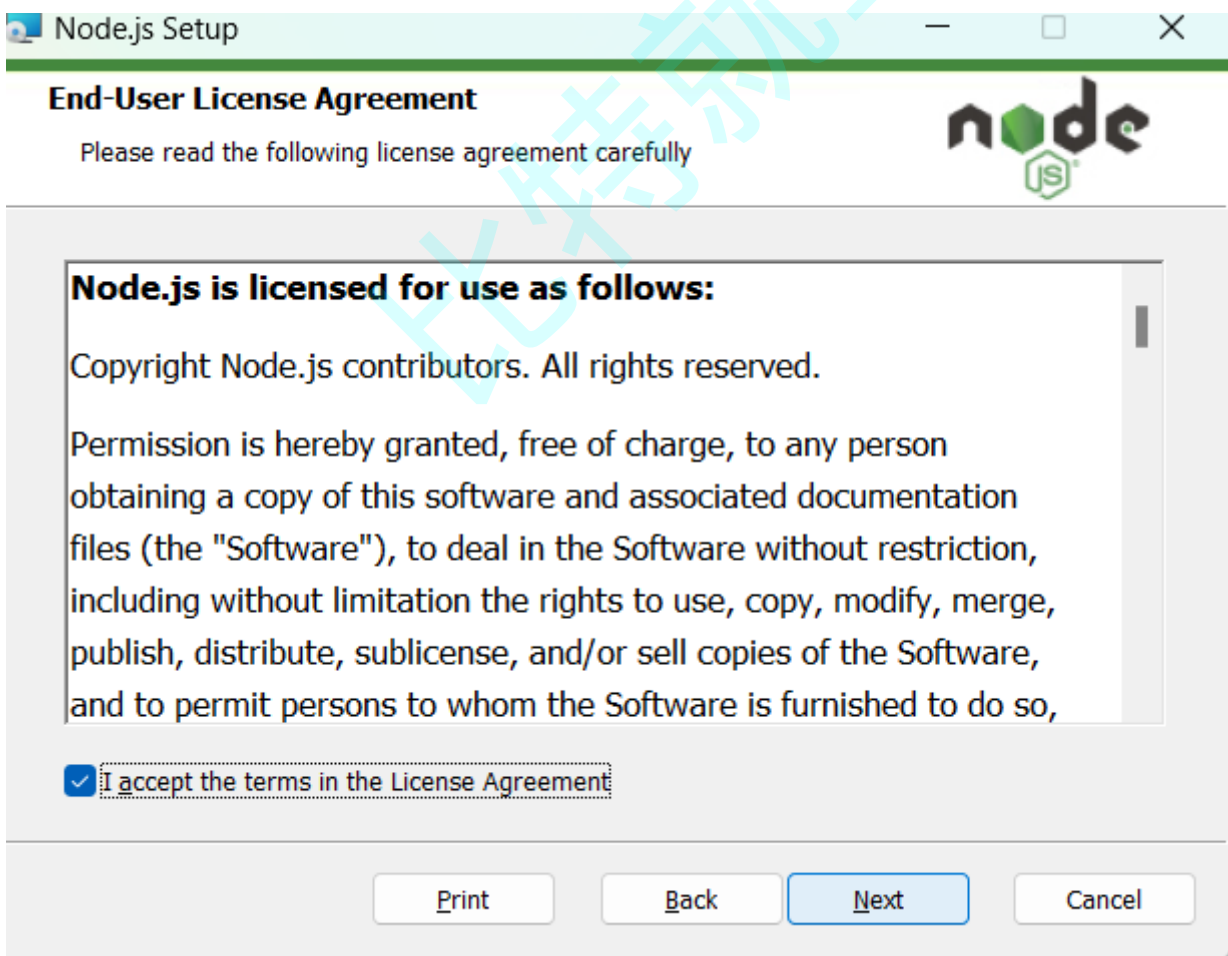 Node.js Setup
End-User License Agreement
Please read the following license agreement carefully
node
JS
Node.js is licensed for use as follows:
Copyright Node.js contributors. All rights reserved.
Permission is hereby granted, free of charge, to any person
obtaining a copy of this software and associated documentation
files (the "Software"), to deal in the Software without restriction,
including without limitation the rights to use, copy, modify, merge,
publish, distribute, sublicense, and/or sell copies of the Software,
and to permit persons to whom the Software is furnished to do so,
I accept the terms in the License Agreement
Print Back Next Cancel
比特就